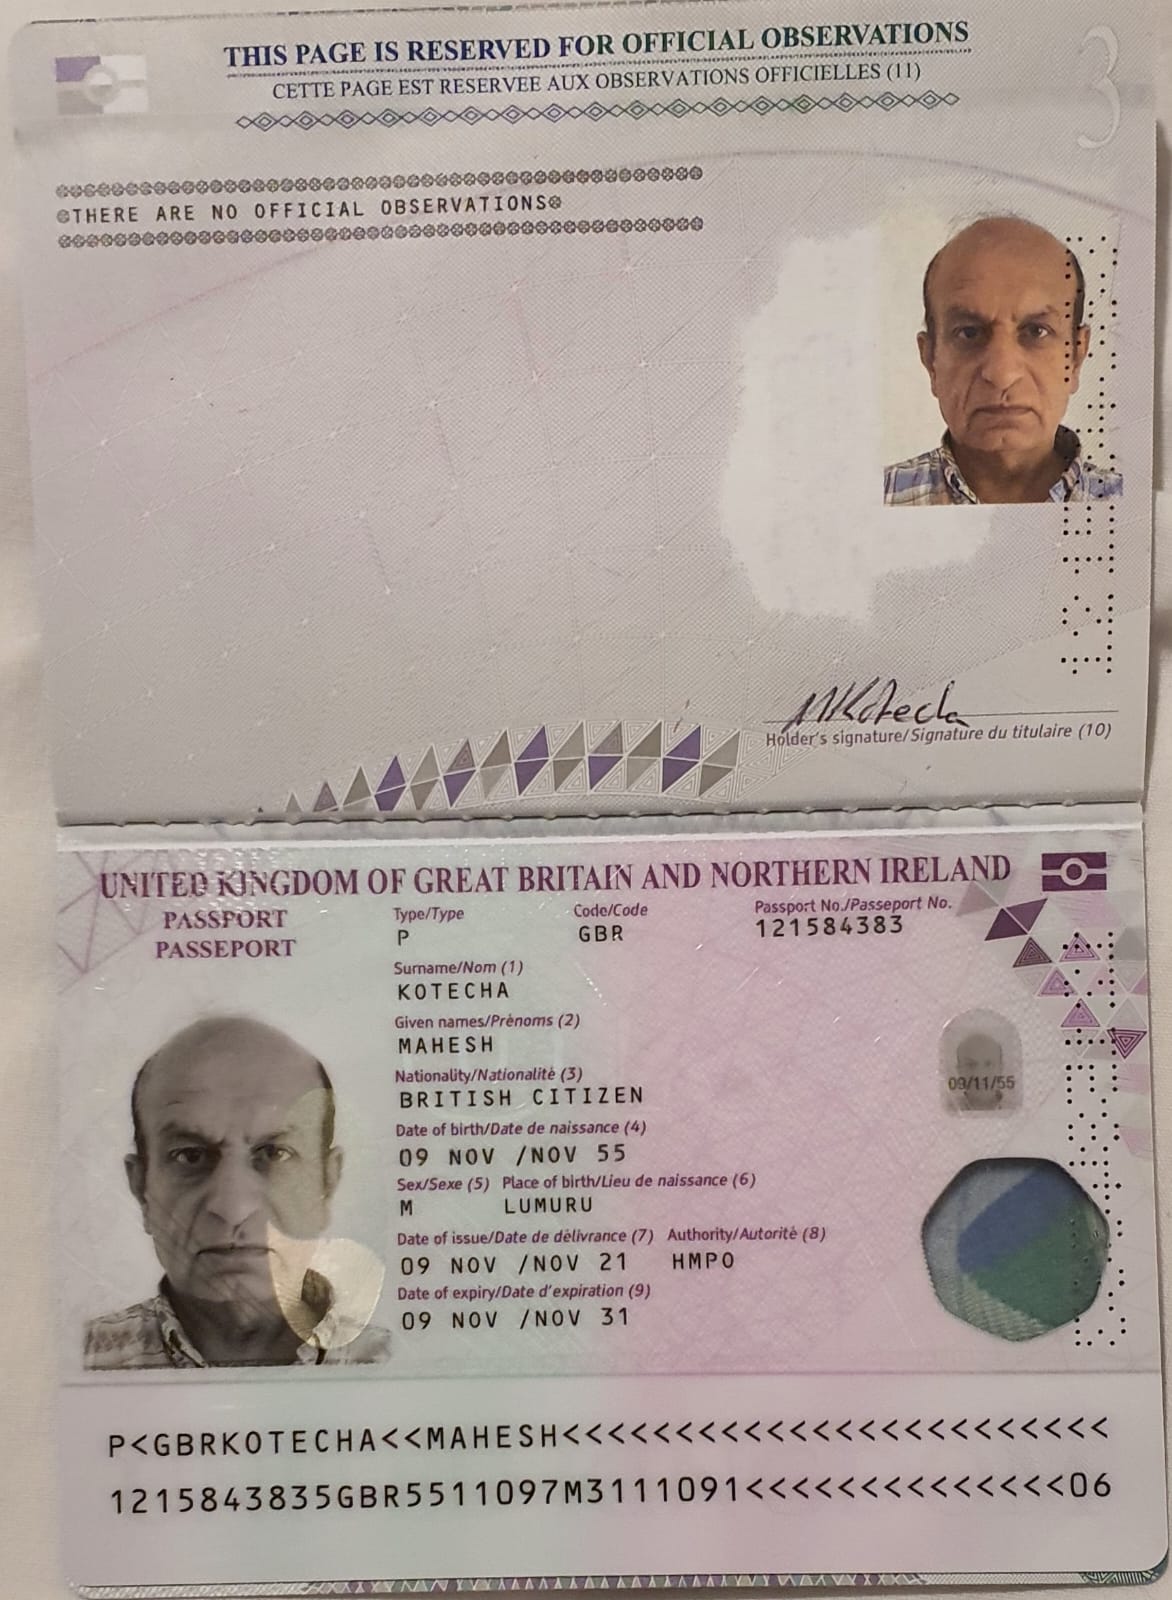 THIS PAGE IS RESERVED FOR OFFICIAL OBSERVATIONS
CETTE PAGE EST RESERVEE AUX OBSERVATIONS OFFICIELLES (11)
3
THERE ARE NO OFFICIAL OBSERVATIONS
MKotecha
Holder's signature/Signature du titulaire (10)
UNITED KINGDOM OF GREAT BRITAIN AND NORTHERN IRELAND
PASSPORT
PASSEPORT
Type/Type
Code/Code
Passport No./Passeport No.
P
GBR
121584383
Surname/Nom (1)
KOTECHA
Given names/Prénoms (2)
MAHESH
Nationality/Nationalité (3)
BRITISH CITIZEN
Date of birth/Date de naissance (4)
09 NOV /NOV 55
Sex/Sexe (5) Place of birth/Lieu de naissance (6)
M LUMURU
Date of issue/Date de délivrance (7) Authority/Autorité (8)
09 NOV /NOV 21 HMPO
Date of expiry/Date d'expiration (9)
09 NOV /NOV 31
09/11/55
P<GBRKOTECHA<<MAHESH<<<<<<<<<<<<<<<<<<<<<<<<
1215843835GBR5511097M3111091<<<<<<<<<<<<<<06